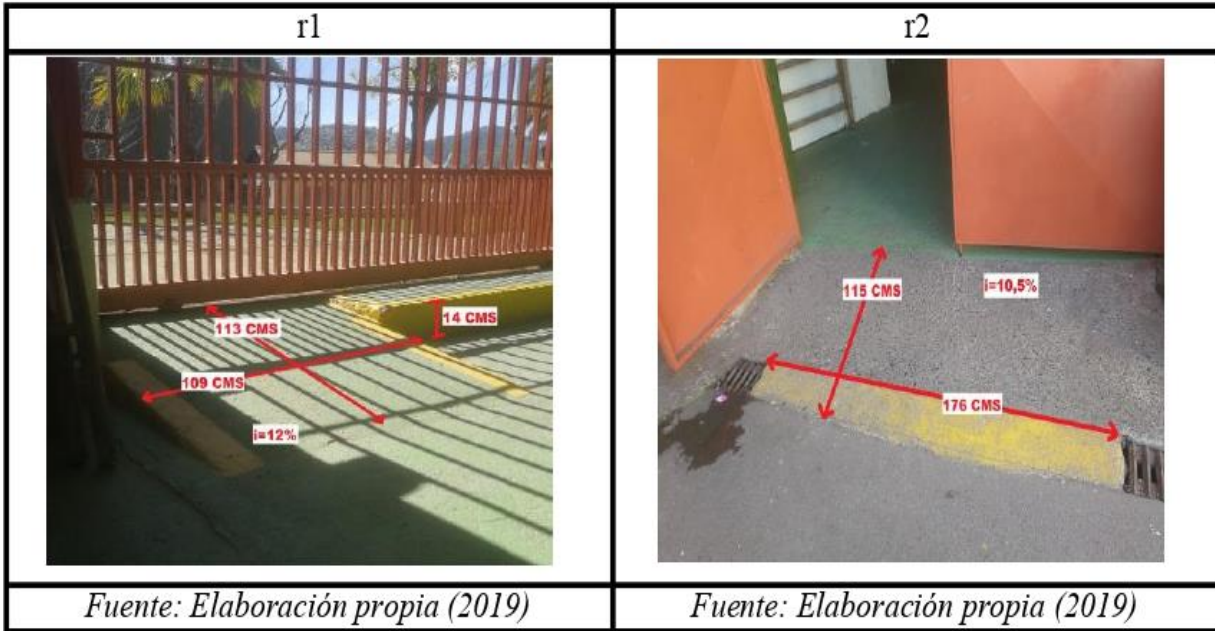 r1
r2
113 CMS
14 CMS
109 CMS
i=12%
115 CMS
i=10,5%
176 CMS
Fuente: Elaboración propia (2019)
Fuente: Elaboración propia (2019)